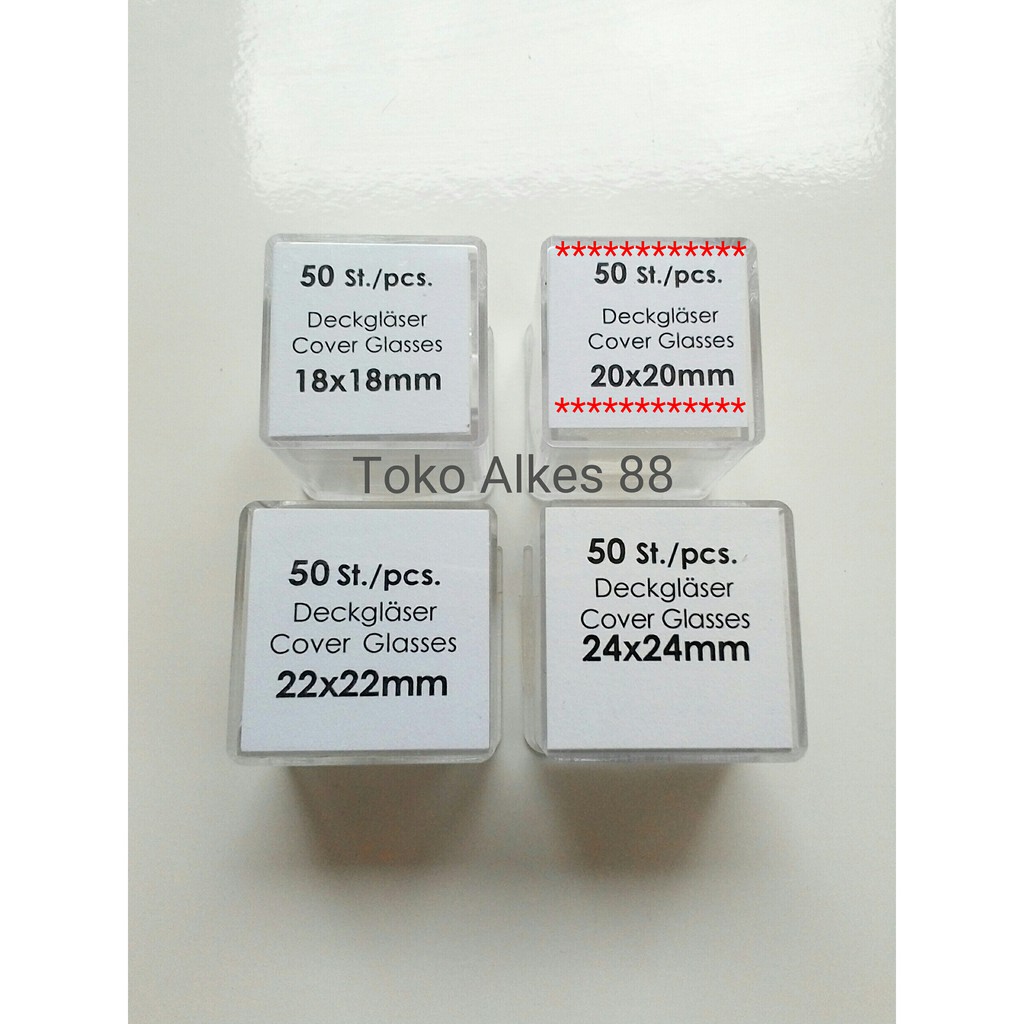 50 St./pcs.
Deckgläser
Cover Glasses
18x18mm
************
50 St./pcs.
Deckgläser
Cover Glasses
20x20mm
************
Toko Alkes 88
50 St./pcs.
Deckgläser
Cover Glasses
22x22mm
50 St./pcs.
Deckgläser
Cover Glasses
24x24mm